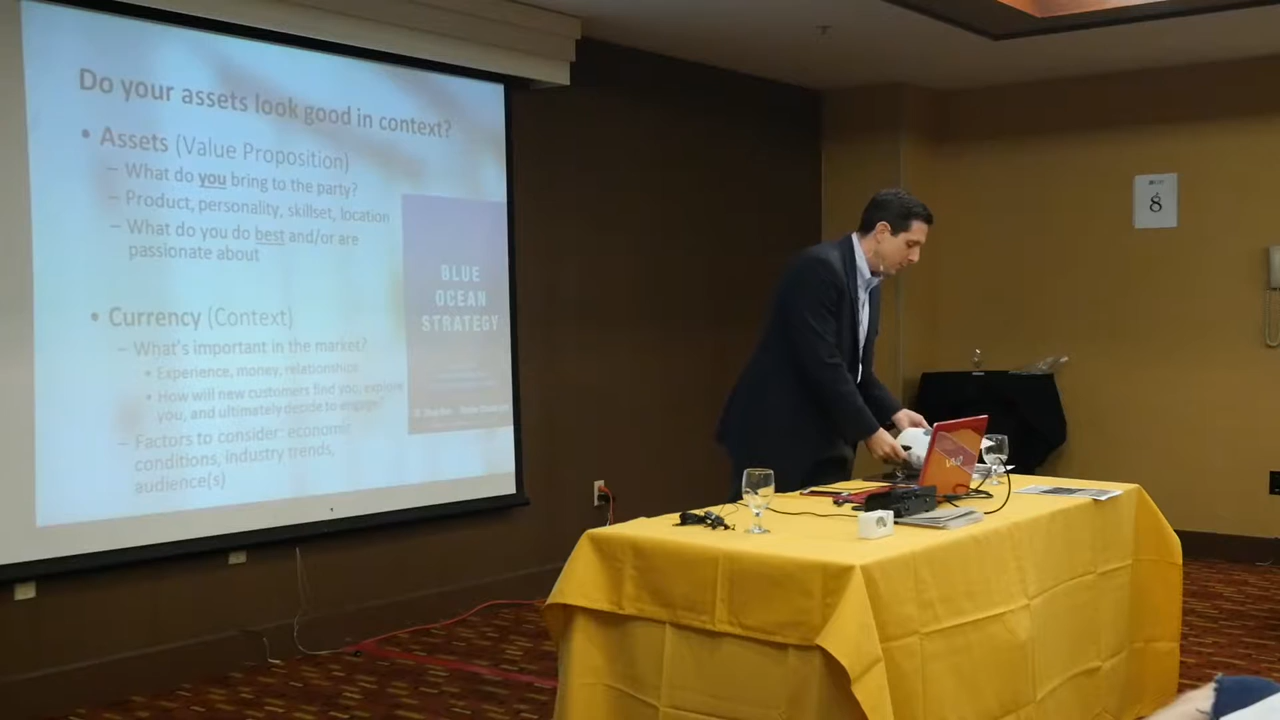 Do your assets look good in context?
• Assets (Value Proposition)
– What do you bring to the party?
– Product, personality, skillset, location
– What do you do best and/or are
passionate about
BLUE
OCEAN
STRATEGY
• Currency (Context)
– What's important in the market?
• Experience, money, relationships
• How will new customers find you, explore
you, and ultimately decide to engage?
– Factors to consider: economic
conditions, industry trends,
audience(s)
8